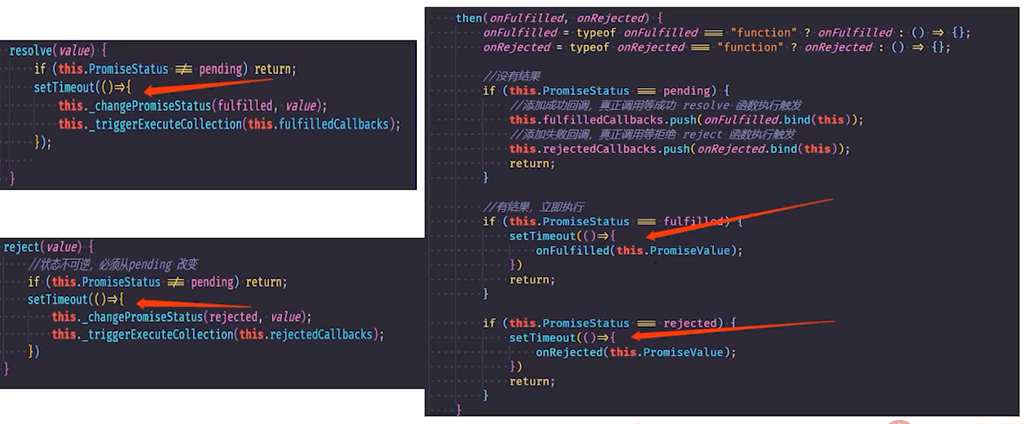 resolve(value) {
if (this.PromiseStatus ≠ pending) return;
setTimeout(()⇒{
this._changePromiseStatus(fulfilled, value);
this._triggerExecuteCollection(this.fulfilledCallbacks);
});
}
reject(value) {
//状态不可逆，必须从pending 改变
if (this.PromiseStatus ≠ pending) return;
setTimeout(()⇒{
this._changePromiseStatus(rejected, value);
this._triggerExecuteCollection(this.rejectedCallbacks);
})
}
then(onFulfilled, onRejected) {
onFulfilled = typeof onFulfilled ≡ "function" ? onFulfilled : () ⇒ {};
onRejected = typeof onRejected ≡ "function" ? onRejected : () ⇒ {};
//没有结果
if (this.PromiseStatus ≡ pending) {
//添加成功回调，真正调用等成功 resolve 函数执行触发
this.fulfilledCallbacks.push(onFulfilled.bind(this));
//添加失败回调，真正调用等拒绝 reject 函数执行触发
this.rejectedCallbacks.push(onRejected.bind(this));
return;
}
//有结果，立即执行
if (this.PromiseStatus ≡ fulfilled) {
setTimeout(()⇒{
onFulfilled(this.PromiseValue);
})
return;
}
if (this.PromiseStatus ≡ rejected) {
setTimeout(()⇒{
onRejected(this.PromiseValue);
})
return;
}
}